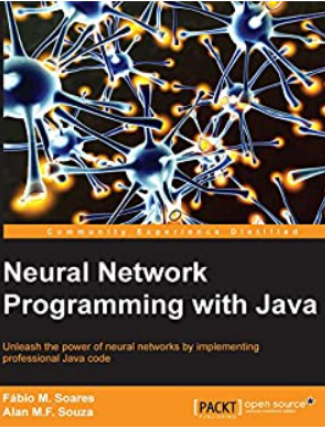 Community Experience Distilled
Neural Network
Programming with Java
Unleash the power of neural networks by implementing
professional Java code
Fábio M. Soares
Alan M.F. Souza
[PACKT] open source*
PUBLISHING